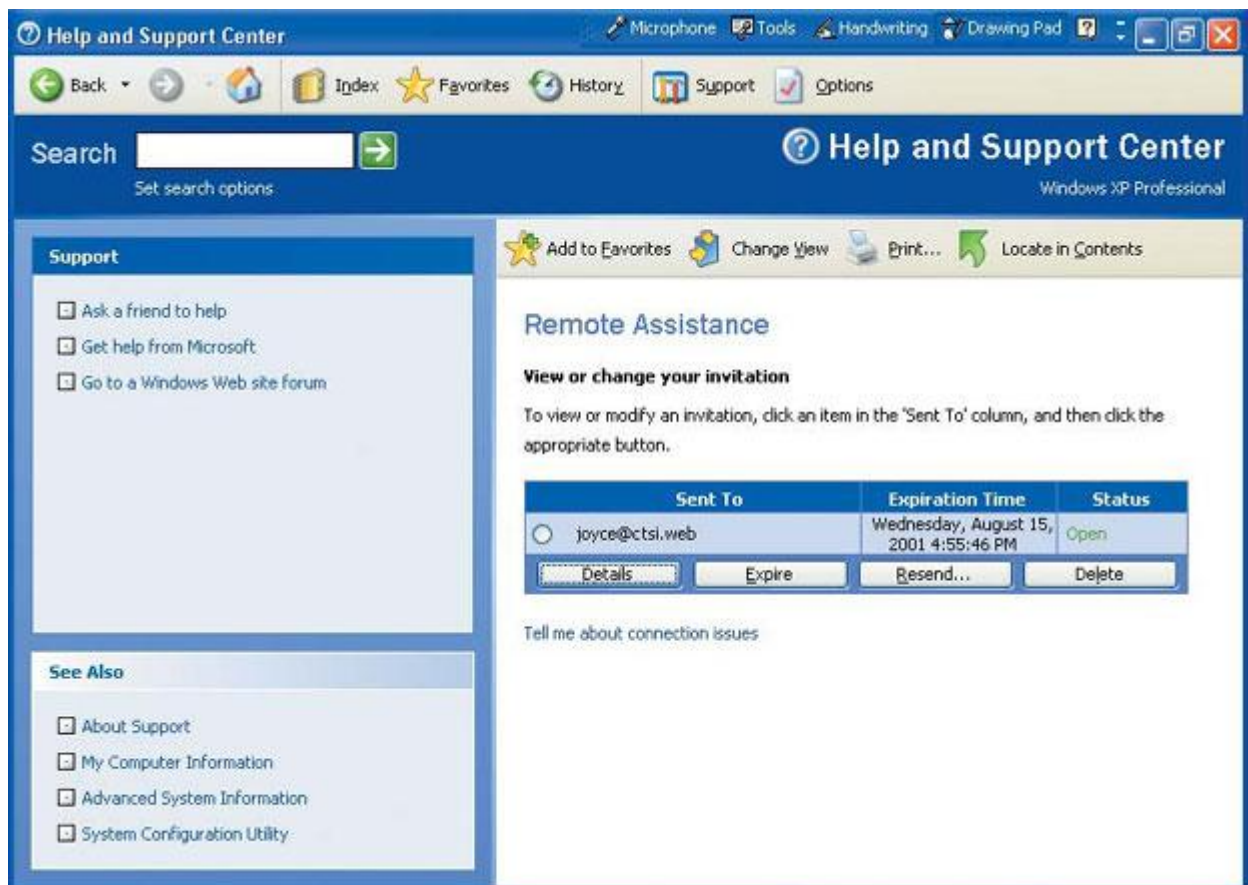 Help and Support Center
Microphone Tools Handwriting Drawing Pad
Back Index Favorites History Support Options
Search
Set search options
Help and Support Center
Windows XP Professional
Support
Ask a friend to help
Get help from Microsoft
Go to a Windows Web site forum
See Also
About Support
My Computer Information
Advanced System Information
System Configuration Utility
Add to Favorites Change View Print... Locate in Contents
Remote Assistance
View or change your invitation
To view or modify an invitation, click an item in the 'Sent To' column, and then click the
appropriate button.
Sent To Expiration Time Status
joyce@ctsi.web Wednesday, August 15, Open
2001 4:55:46 PM
Details Expire Resend... Delete
Tell me about connection issues